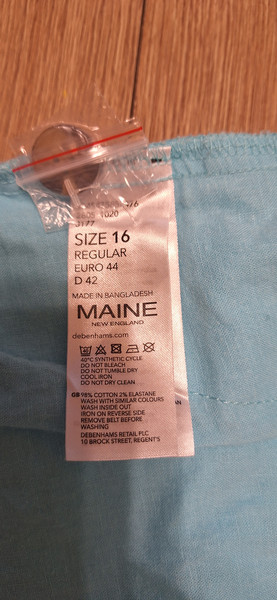 1020
3177
SIZE 16
REGULAR
EURO 44
D 42
MADE IN BANGLADESH
MAINE
NEW ENGLAND
debenhams.com
40°C SYNTHETIC CYCLE
DO NOT BLEACH
DO NOT TUMBLE DRY
COOL IRON
DO NOT DRY CLEAN
GB 98% COTTON 2% ELASTANE
WASH WITH SIMILAR COLOURS
WASH INSIDE OUT
IRON ON REVERSE SIDE
REMOVE BELT BEFORE
WASHING
DEBENHAMS RETAIL PLC
10 BROCK STREET, REGENT'S